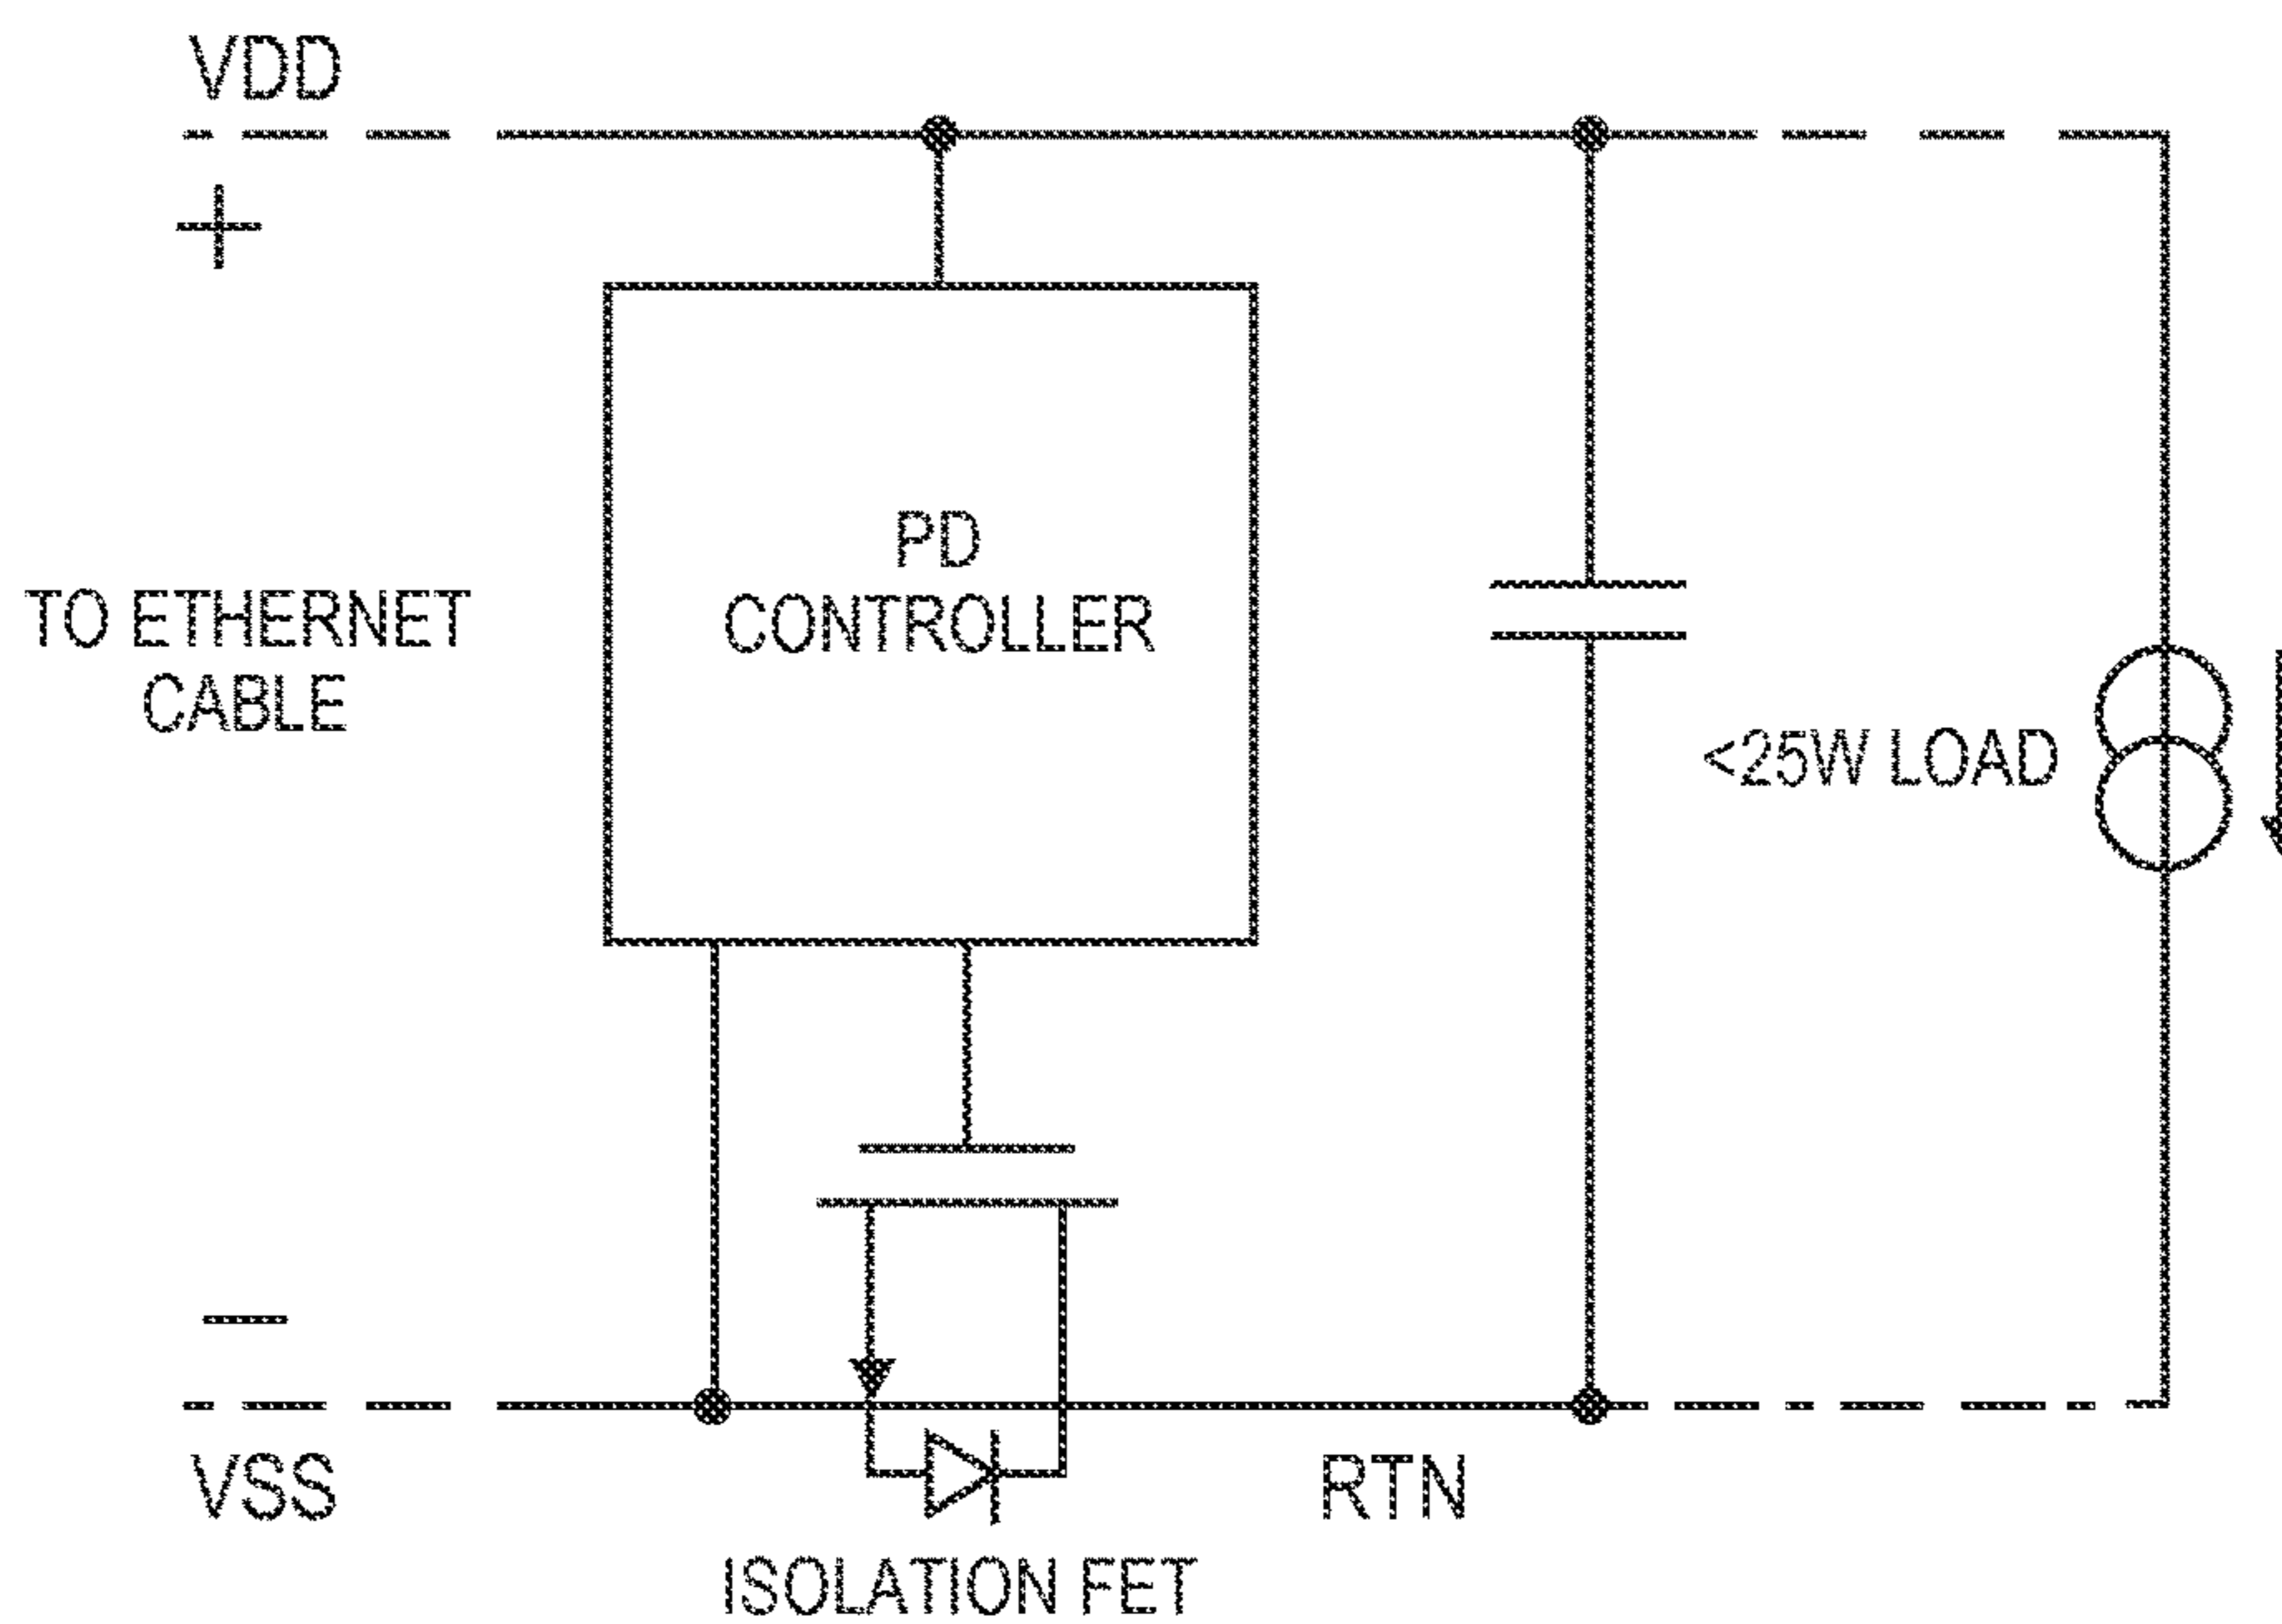 VDD
+
PD
CONTROLLER
TO ETHERNET
CABLE
<25W LOAD
−
VSS
RTN
ISOLATION FET